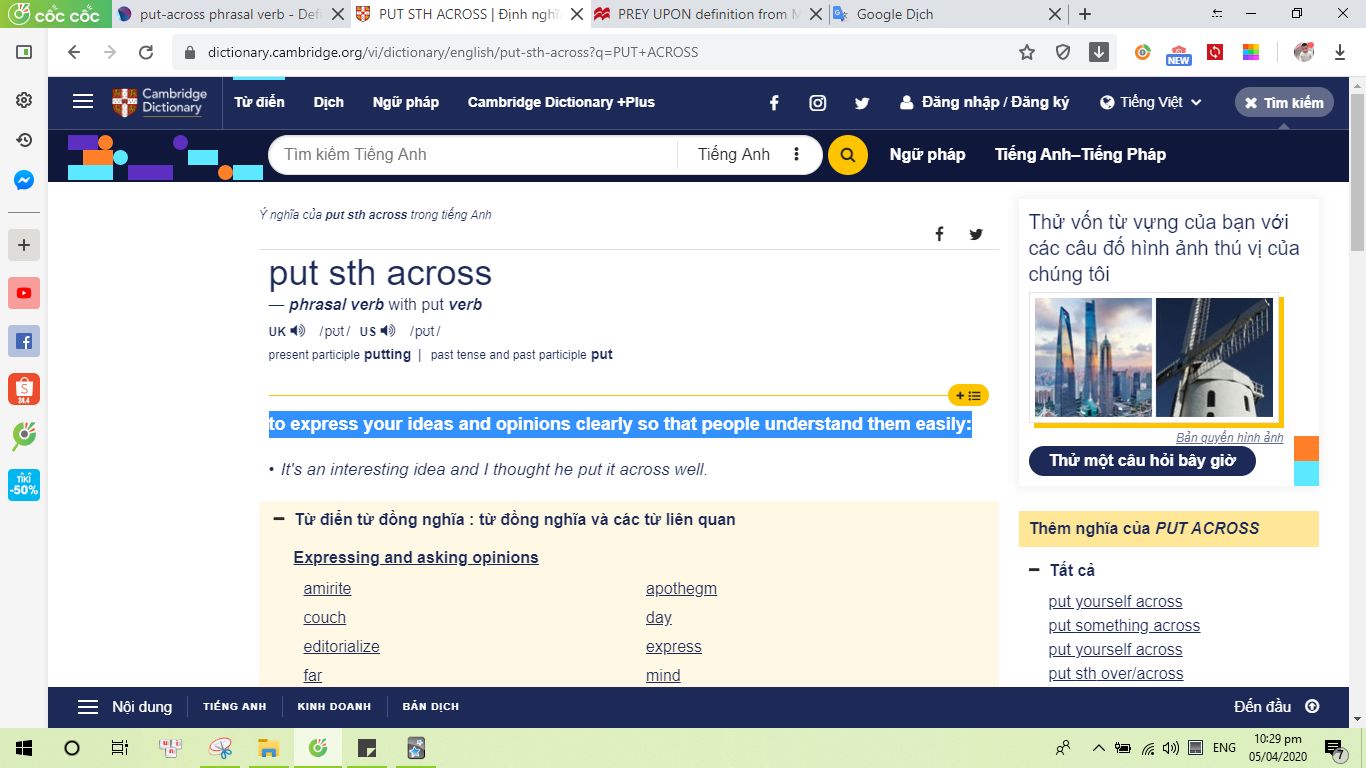 cốc cốc
put-across phrasal verb - Defi
PUT STH ACROSS | Định nghĩ
PREY UPON definition from M
Google Dịch
dictionary.cambridge.org/vi/dictionary/english/put-sth-across?q=PUT+ACROSS
NEW
Cambridge
Dictionary
Từ điển
Dịch
Ngữ pháp
Cambridge Dictionary +Plus
Đăng nhập / Đăng ký
Tiếng Việt
Tìm kiếm
Tìm kiếm Tiếng Anh
Tiếng Anh
Ngữ pháp
Tiếng Anh–Tiếng Pháp
Ý nghĩa của put sth across trong tiếng Anh
put sth across
— phrasal verb with put verb
UK /pʊt/ US /pʊt/
present participle putting | past tense and past participle put
to express your ideas and opinions clearly so that people understand them easily:
• It's an interesting idea and I thought he put it across well.
Từ điển từ đồng nghĩa : từ đồng nghĩa và các từ liên quan
Expressing and asking opinions
amirite
apothegm
couch
day
editorialize
express
far
mind
Thử vốn từ vựng của bạn với
các câu đố hình ảnh thú vị của
chúng tôi
Bản quyền hình ảnh
Thử một câu hỏi bây giờ
Thêm nghĩa của PUT ACROSS
Tất cả
put yourself across
put something across
put yourself across
put sth over/across
24.4
TIKI
-50%
Nội dung
TIẾNG ANH
KINH DOANH
BẢN DỊCH
Đến đầu
ENG
10:29 pm
05/04/2020
7